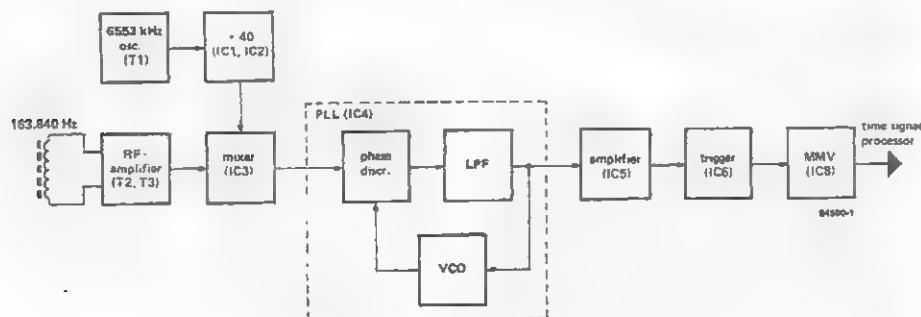 6553 kHz
osc.
(T1)
÷ 40
(IC1, IC2)
163.840 Hz
RF-
amplifier
(T2, T3)
mixer
(IC3)
PLL (IC4)
phase
discr.
LPF
VCO
amplifier
(IC5)
trigger
(IC6)
MMV
(IC8)
time signal
processor
84500-1